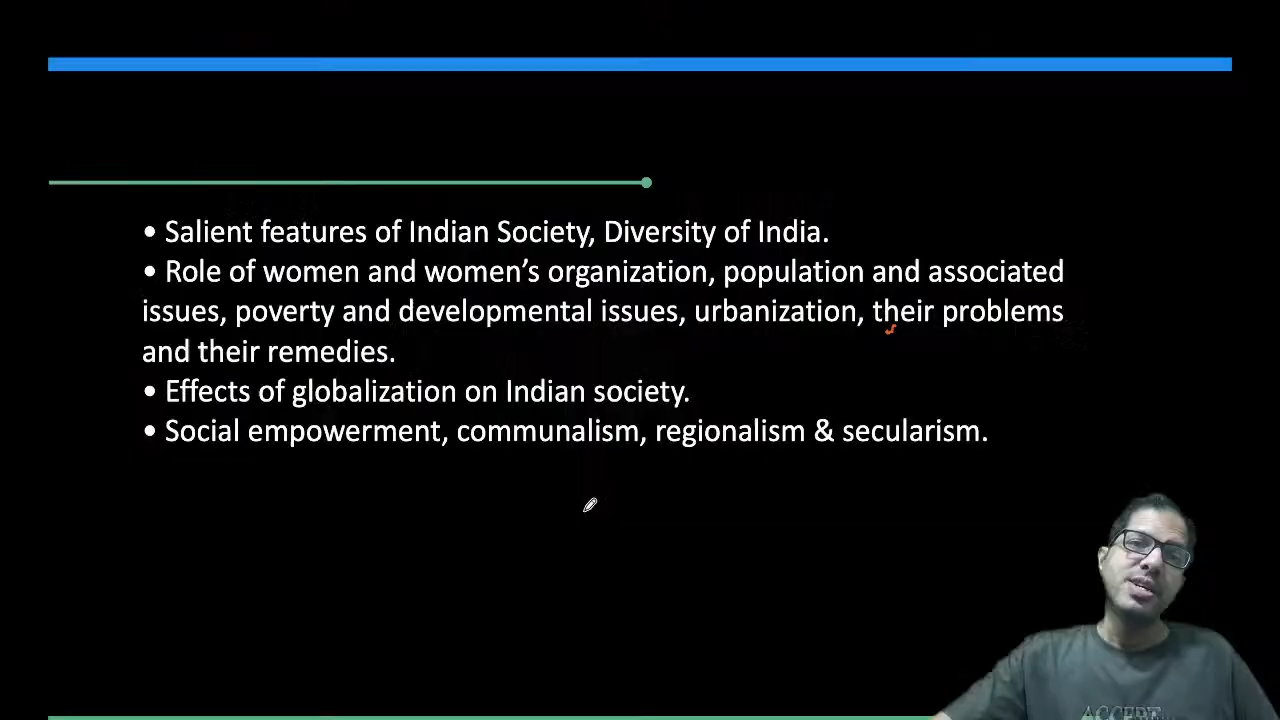 • Salient features of Indian Society, Diversity of India.
• Role of women and women’s organization, population and associated
issues, poverty and developmental issues, urbanization, their problems
and their remedies.
• Effects of globalization on Indian society.
• Social empowerment, communalism, regionalism & secularism.